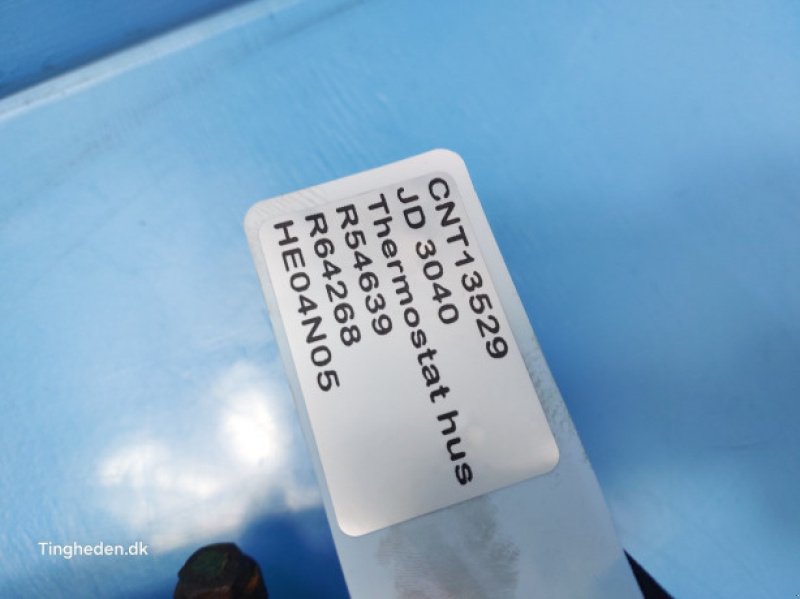 CNT13529
JD 3040
Thermostat hus
R54639
R64268
HE04N05
Tingheden.dk